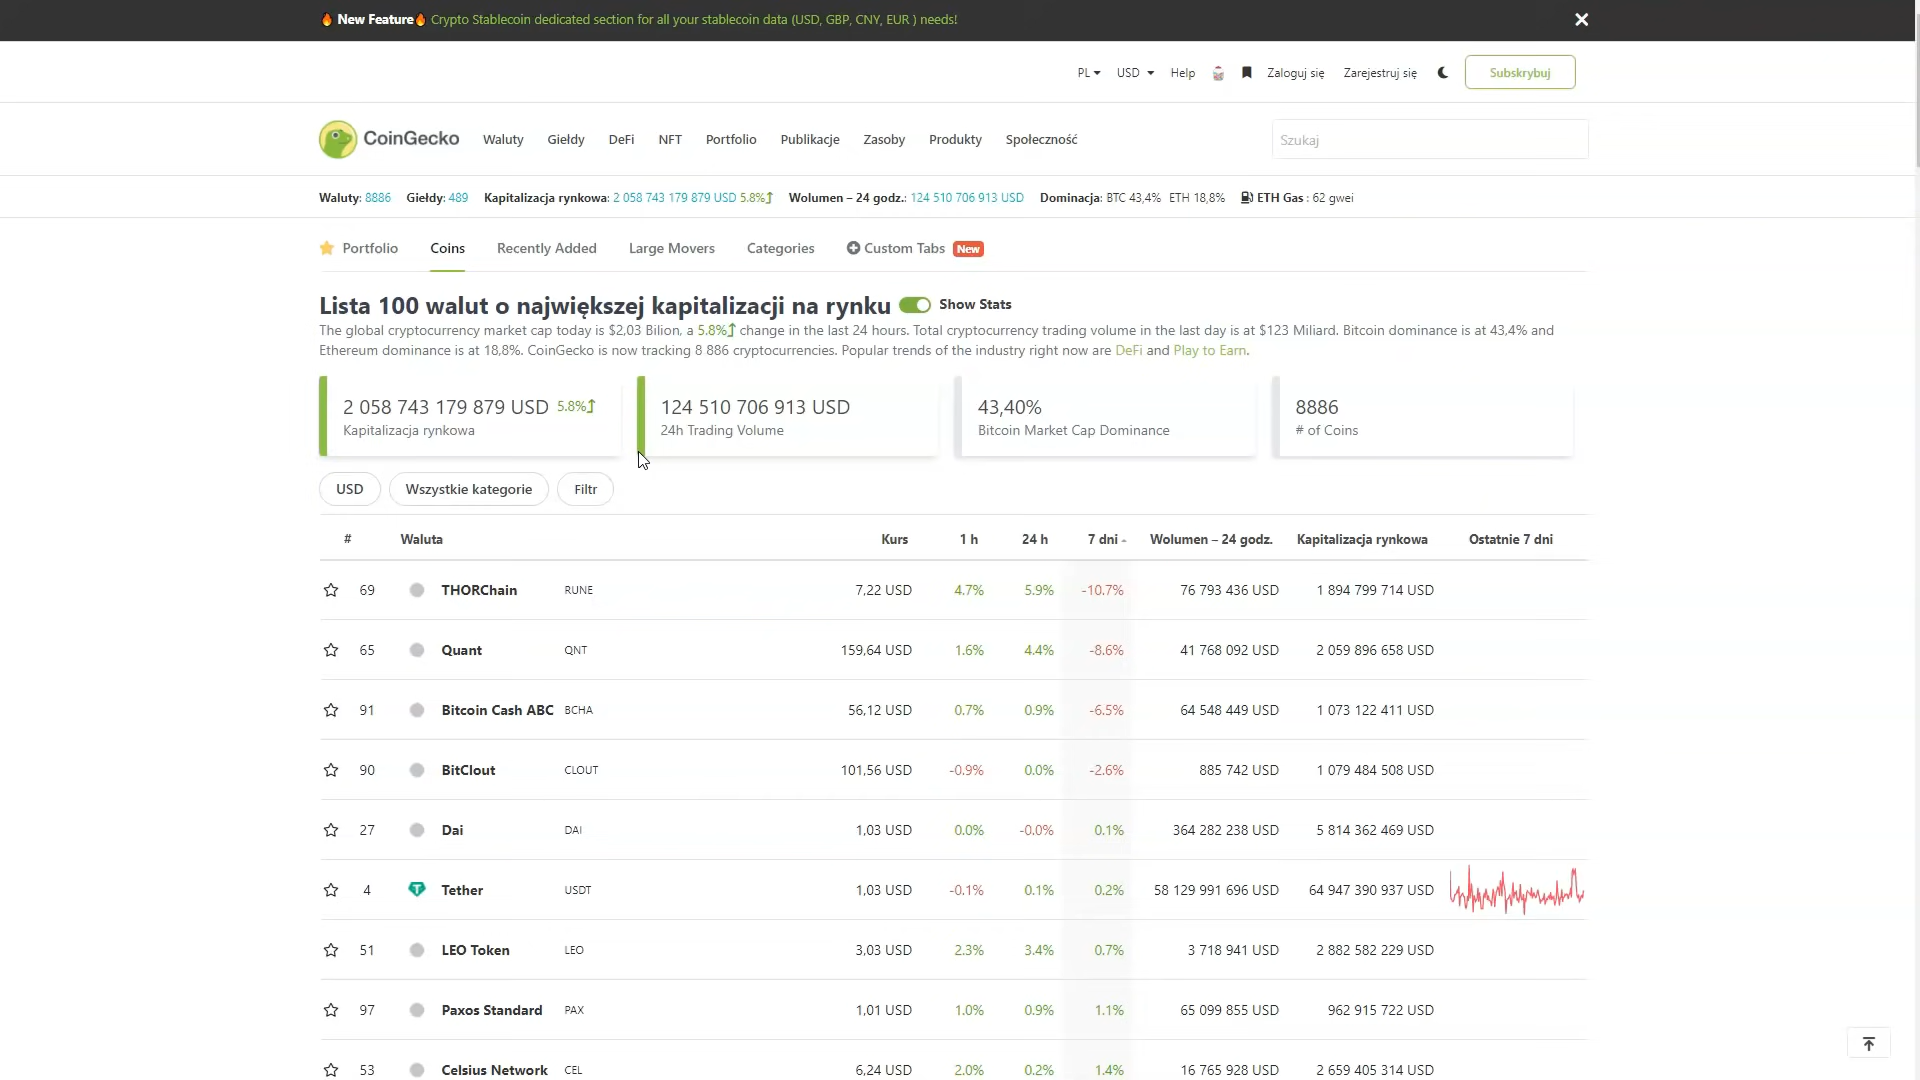 🔥 New Feature🔥 Crypto Stablecoin dedicated section for all your stablecoin data (USD, GBP, CNY, EUR ) needs!
PL USD Help Zaloguj się Zarejestruj się Subskrybuj
CoinGecko Waluty Giełdy DeFi NFT Portfolio Publikacje Zasoby Produkty Społeczność Szukaj
Waluty: 8886 Giełdy: 489 Kapitalizacja rynkowa: 2 058 743 179 879 USD 5.8% Wolumen – 24 godz.: 124 510 706 913 USD Dominacja: BTC 43,4% ETH 18,8% ETH Gas : 62 gwei
Portfolio Coins Recently Added Large Movers Categories Custom Tabs New
Lista 100 walut o największej kapitalizacji na rynku Show Stats
The global cryptocurrency market cap today is $2,03 Bilion, a 5.8% change in the last 24 hours. Total cryptocurrency trading volume in the last day is at $123 Miliard. Bitcoin dominance is at 43,4% and
Ethereum dominance is at 18,8%. CoinGecko is now tracking 8 886 cryptocurrencies. Popular trends of the industry right now are DeFi and Play to Earn.
2 058 743 179 879 USD 5.8% 124 510 706 913 USD 43,40% 8886
Kapitalizacja rynkowa 24h Trading Volume Bitcoin Market Cap Dominance # of Coins
USD Wszystkie kategorie Filtr
# Waluta Kurs 1 h 24 h 7 dni Wolumen – 24 godz. Kapitalizacja rynkowa Ostatnie 7 dni
69 THORChain RUNE 7,22 USD 4.7% 5.9% -10.7% 76 793 436 USD 1 894 799 714 USD
65 Quant QNT 159,64 USD 1.6% 4.4% -8.6% 41 768 092 USD 2 059 896 658 USD
91 Bitcoin Cash ABC BCHA 56,12 USD 0.7% 0.9% -6.5% 64 548 449 USD 1 073 122 411 USD
90 BitClout CLOUT 101,56 USD -0.9% 0.0% -2.6% 885 742 USD 1 079 484 508 USD
27 Dai DAI 1,03 USD 0.0% -0.0% 0.1% 364 282 238 USD 5 814 362 469 USD
4 Tether USDT 1,03 USD -0.1% 0.1% 0.2% 58 129 991 696 USD 64 947 390 937 USD
51 LEO Token LEO 3,03 USD 2.3% 3.4% 0.7% 3 718 941 USD 2 882 582 229 USD
97 Paxos Standard PAX 1,01 USD 1.0% 0.9% 1.1% 65 099 855 USD 962 915 722 USD
53 Celsius Network CEL 6,24 USD 2.0% 0.2% 1.4% 16 765 928 USD 2 659 405 314 USD